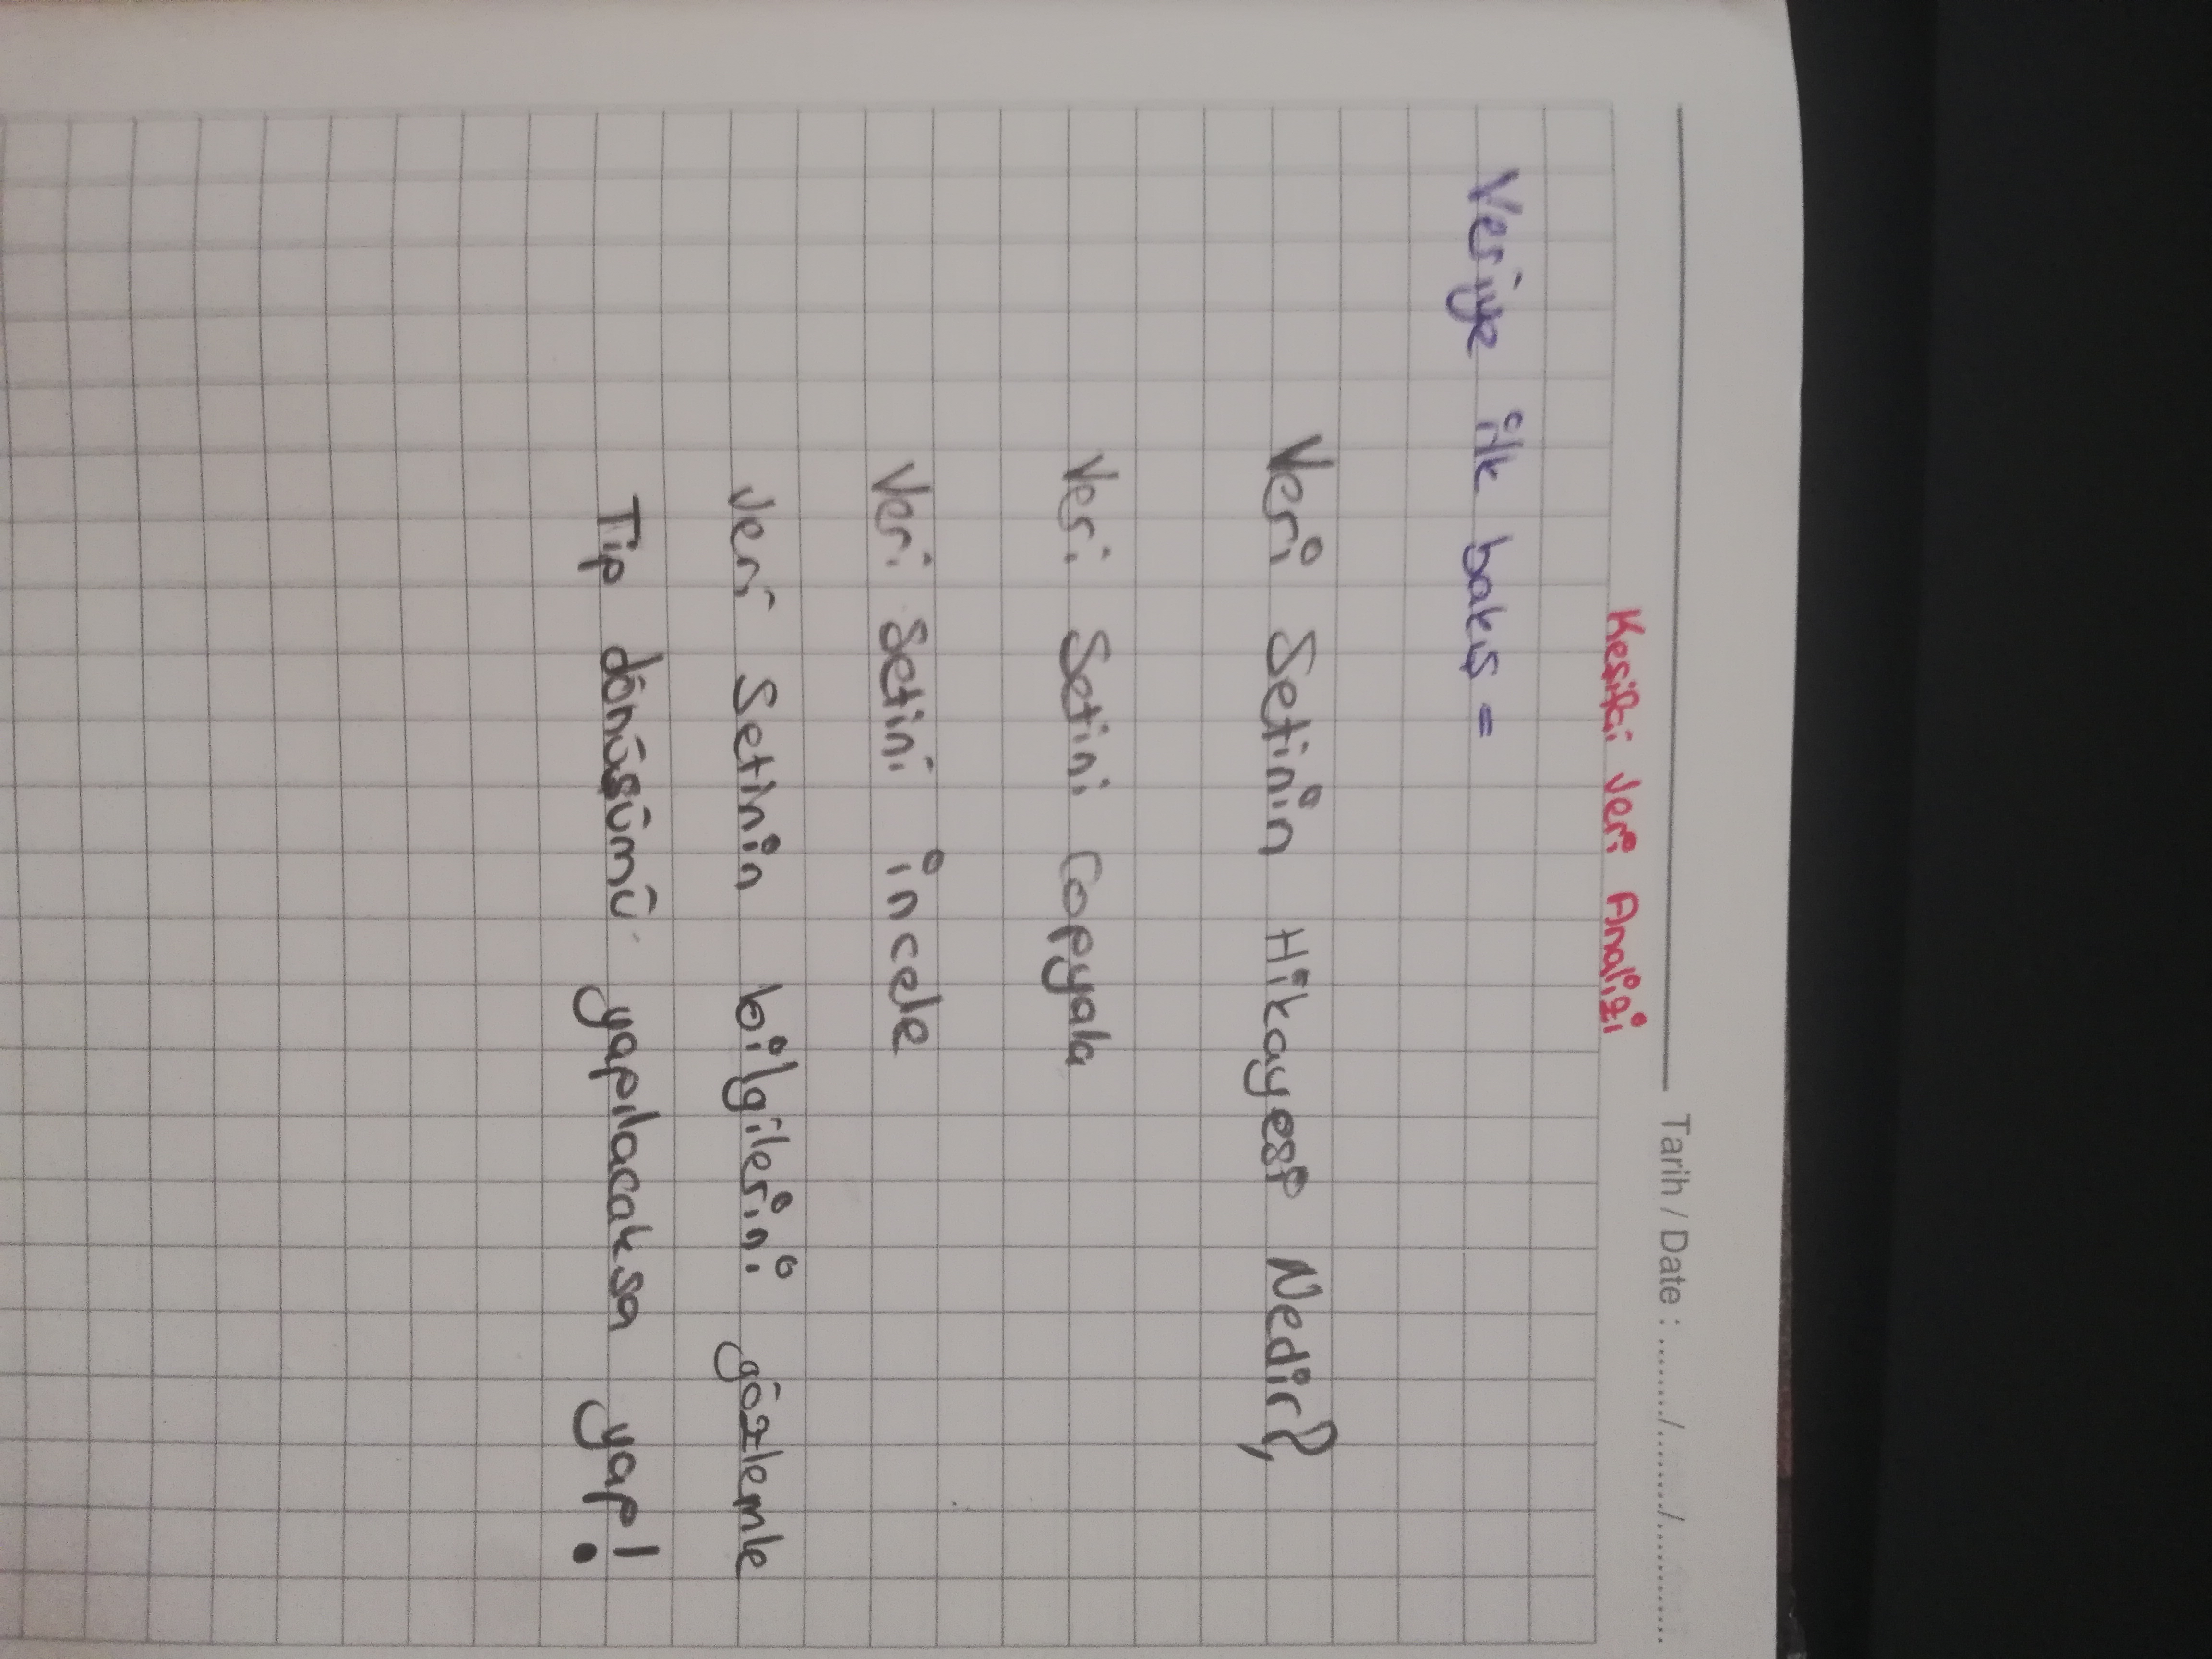 Tarih / Date : ......../......../............
Kesifci Veri Analizi
Veriye ilk bakış =
Veri Setinin Hikayesi Nedir?
Veri Setini Copyala
Veri Setini incele
Veri Setinin bilgilerini gözlemle
Tip dönüşümü yapılacaksa yap!